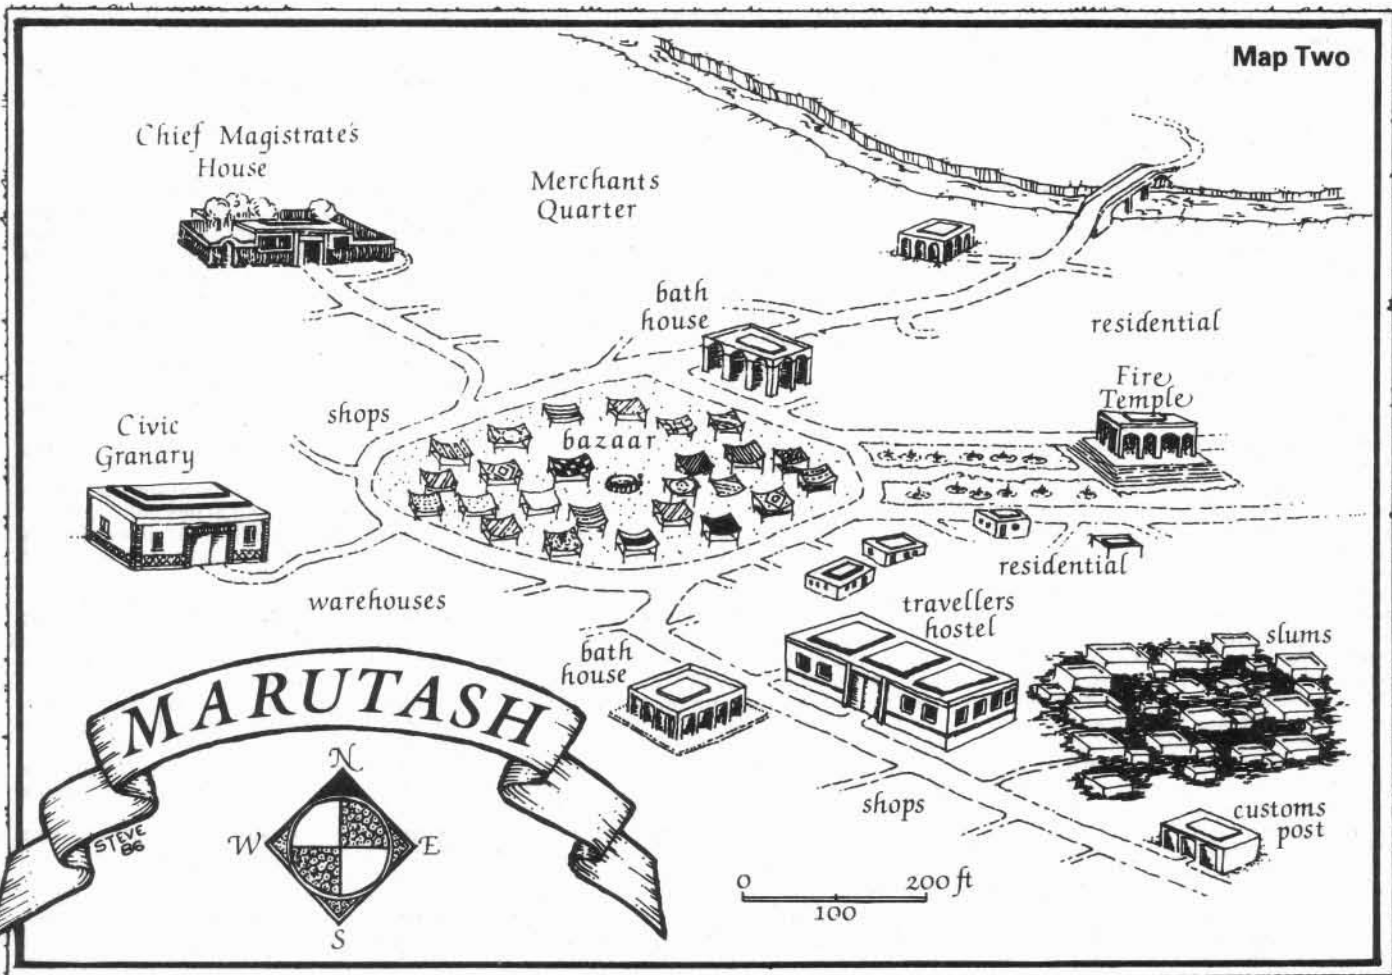 Map Two
Chief Magistrate's
House
Merchants
Quarter
bath
house
residential
Fire
Temple
shops
bazaar
Civic
Granary
residential
warehouses
travellers
hostel
slums
bath
house
MARUTASH
N
W E
S
STEVE
86
shops
customs
post
0 200 ft
100